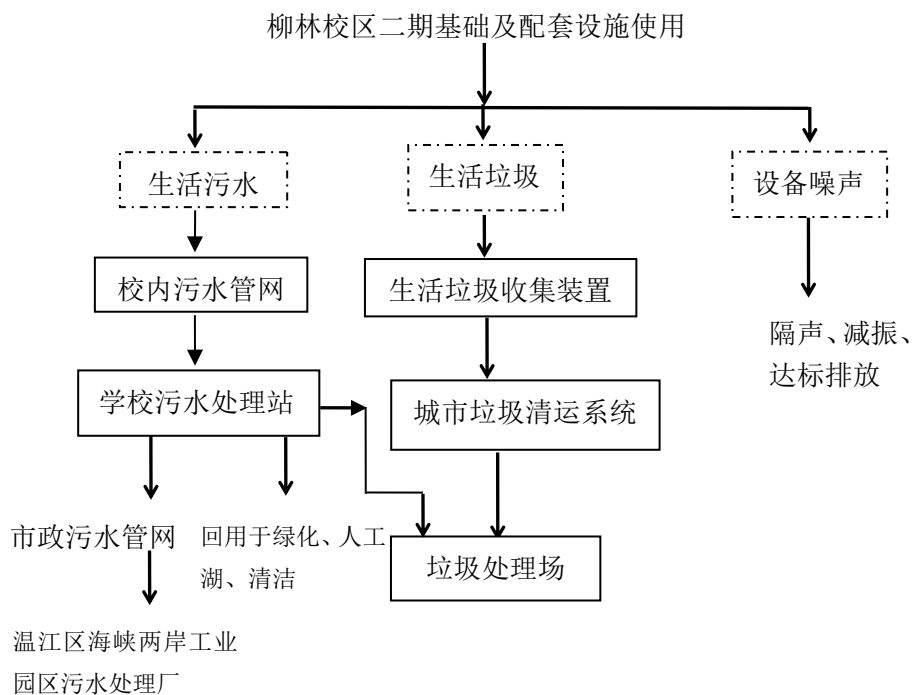 柳林校区二期基础及配套设施使用
生活污水
生活垃圾
设备噪声
校内污水管网
生活垃圾收集装置
隔声、减振、
达标排放
学校污水处理站
城市垃圾清运系统
市政污水管网
回用于绿化、人工
湖、清洁
垃圾处理场
温江区海峡两岸工业
园区污水处理厂